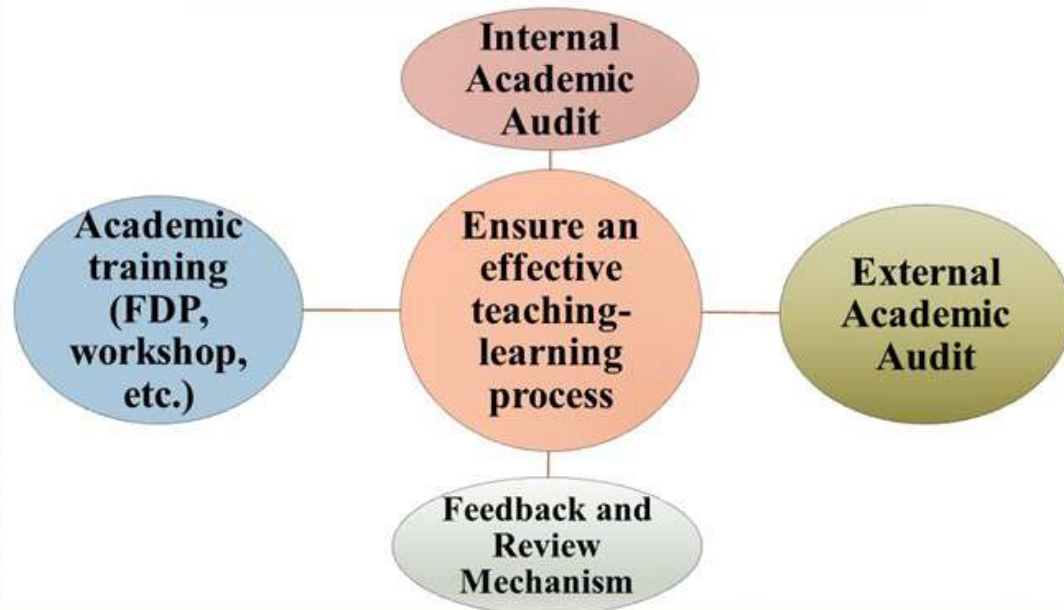 Internal
Academic
Audit
Academic
training
(FDP,
workshop,
etc.)
Ensure an
effective
teaching-
learning
process
External
Academic
Audit
Feedback and
Review
Mechanism